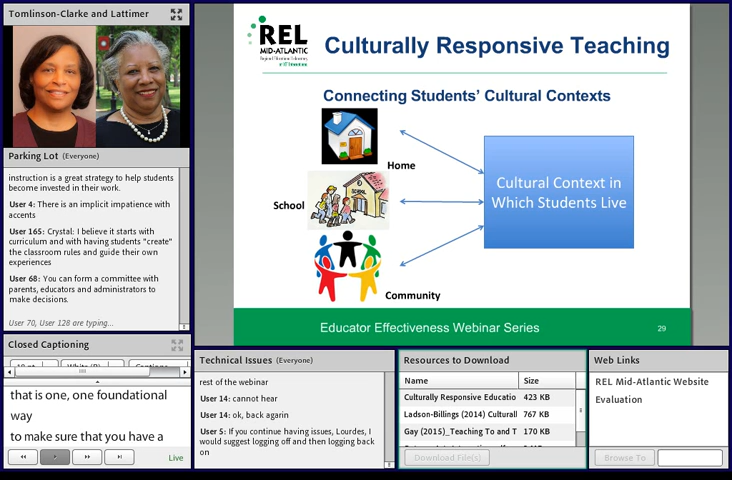 Tomlinson-Clarke and Lattimer
Parking Lot (Everyone)
instruction is a great strategy to help students
become invested in their work.
User 4: There is an implicit impatience with
accents
User 165: Crystal: I believe it starts with
curriculum and with having students "create"
the classroom rules and guide their own
experiences
User 68: You can form a committee with
parents, educators and administrators to
make decisions.
User 70, User 128 are typing...
Closed Captioning
that is one, one foundational
way
to make sure that you have a
Live
REL
MID-ATLANTIC
Culturally Responsive Teaching
Connecting Students' Cultural Contexts
Home
School
SCHOOL
Community
Cultural Context in
Which Students Live
Educator Effectiveness Webinar Series
29
Technical Issues (Everyone)
rest of the webinar
User 14: cannot hear
User 14: ok, back agarin
User 5: If you continue having issues, Lourdes, I
would suggest logging off and then logging back
on
Resources to Download
Name Size
Culturally Responsive Educatio 423 KB
Ladson-Billings (2014) Culturall 767 KB
Gay (2015)_Teaching To and T 170 KB
Download File(s)
Web Links
REL Mid-Atlantic Website
Evaluation
Browse To